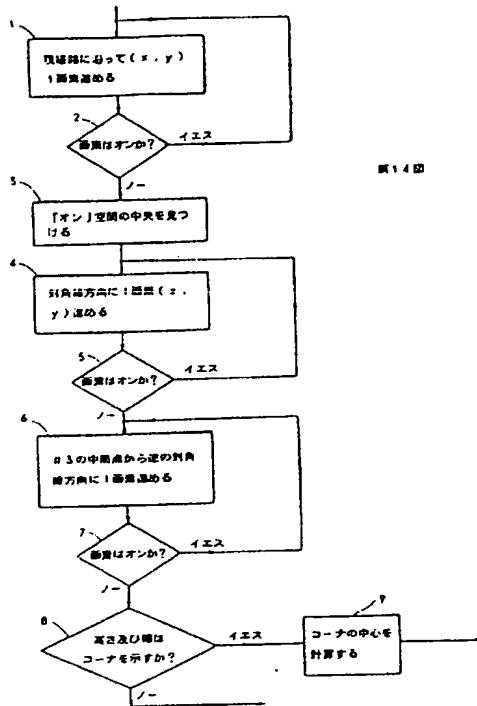 1
現経路に沿って(x,y)
1画素進める
2
画素はオンか?
イエス
ノー
第14図
3
「オン」空間の中央を見つ
ける
4
対角線方向に1画素(x,
y)進める
5
画素はオンか?
イエス
ノー
6
#3の中間点から逆の対角
線方向に1画素進める
7
画素はオンか?
イエス
ノー
8
高さ及び幅は
コーナを示すか?
イエス
9
コーナの中心を
計算する
ノー